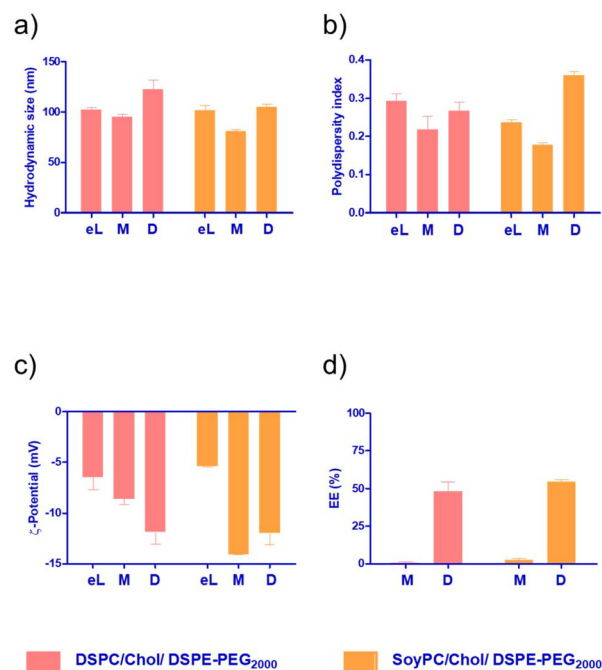 a)
Hydrodynamic size (nm)
150
100
50
0
eL M D eL M D
b)
Polydispersity index
0.4
0.3
0.2
0.1
0.0
eL M D eL M D
c)
ζ-Potential (mV)
0
-5
-10
-15
eL M D eL M D
d)
EE (%)
100
75
50
25
0
M D M D
DSPC/Chol/ DSPE-PEG2000
SoyPC/Chol/ DSPE-PEG2000